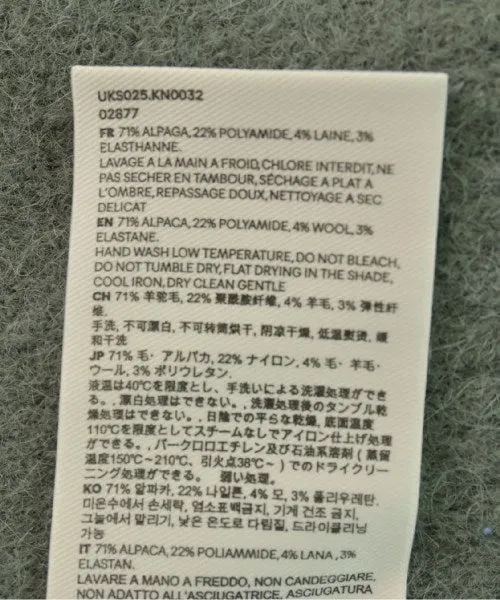 UKS025.KN0032
02877
FR 71% ALPAGA, 22% POLYAMIDE, 4% LAINE, 3%
ELASTHANNE.
LAVAGE A LA MAIN A FROID, CHLORE INTERDIT, NE
PAS SECHER EN TAMBOUR, SÉCHAGE A PLAT A
L'OMBRE, REPASSAGE DOUX, NETTOYAGE A SEC
DELICAT
EN 71% ALPACA, 22% POLYAMIDE, 4% WOOL, 3%
ELASTANE.
HAND WASH LOW TEMPERATURE, DO NOT BLEACH,
DO NOT TUMBLE DRY, FLAT DRYING IN THE SHADE,
COOL IRON, DRY CLEAN GENTLE
CH 71% 羊驼毛, 22% 聚酰胺纤维, 4% 羊毛, 3% 弹性纤
维.
手洗, 不可漂白, 不可转筒烘干, 阴凉干燥, 低温熨烫, 缓
和干洗
JP 71% 毛・アルパカ, 22% ナイロン, 4% 毛・羊毛・
ウール, 3% ポリウレタン.
液温は40℃を限度とし、手洗いによる洗濯処理ができ
る。, 漂白処理はできない。, 洗濯処理後のタンブル乾
燥処理はできない。, 日陰での平らな乾燥, 底面温度
110℃を限度としてスチームなしでアイロン仕上げ処理
ができる。, パークロロエチレン及び石油系溶剤（蒸留
温度150℃~210℃、引火点38℃~）でのドライクリー
ニング処理ができる。 弱い処理。
KO 71% 알파카, 22% 나일론, 4% 모, 3% 폴리우레탄.
미온수에서 손세탁, 염소표백금지, 기계 건조 금지,
그늘에서 말리기, 낮은 온도로 다림질, 드라이클리닝
가능
IT 71% ALPACA, 22% POLIAMMIDE, 4% LANA , 3%
ELASTAN.
LAVARE A MANO A FREDDO, NON CANDEGGIARE,
NON ADATTO ALL'ASCIUGATRICE, ASCIUGATURA